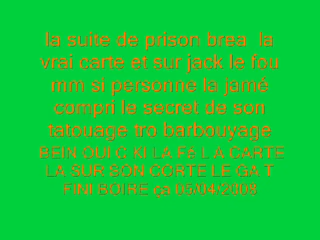 la suite de prison brea  la
vrai carte et sur jack le fou
mm si personne la jamé
compri le secret de son
tatouage tro barbouyage
BEIN OUI C KI LA Fé L A CARTE
LA SUR SON CORTE LE GA T
FINI BOIRE ça 05/04/2009